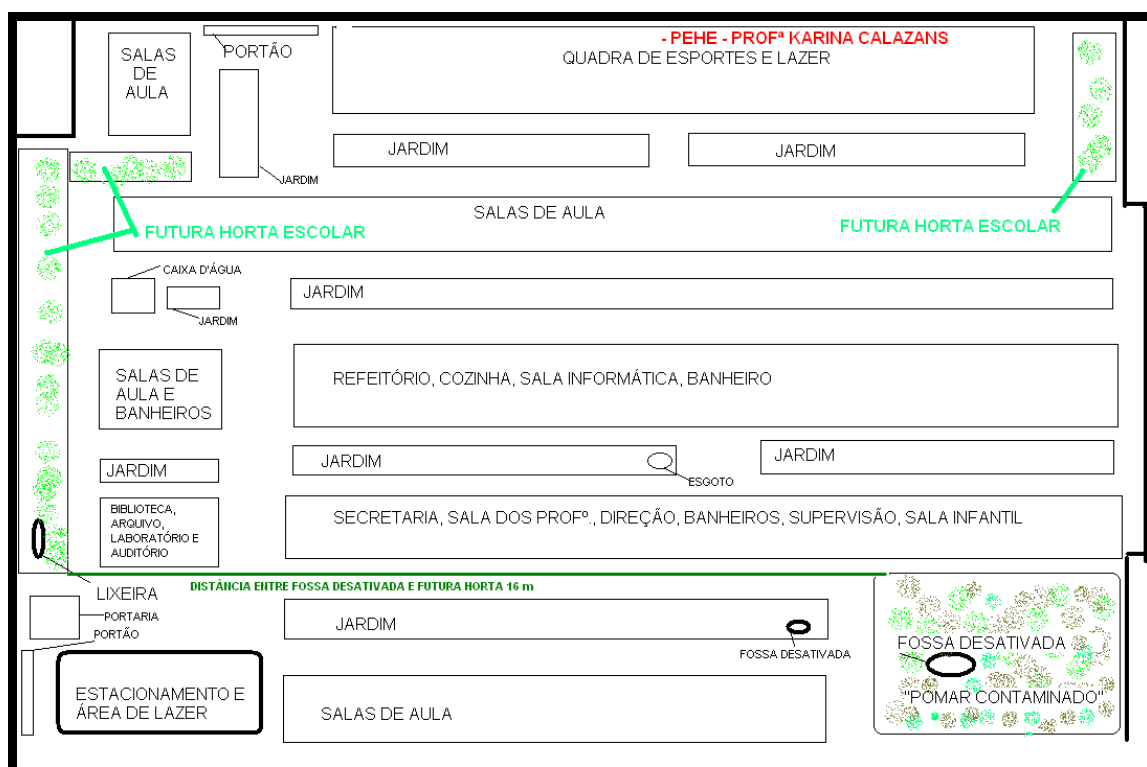 - PEHE - PROFª KARINA CALAZANS
SALAS
DE
AULA
PORTÃO
QUADRA DE ESPORTES E LAZER
JARDIM
JARDIM
JARDIM
SALAS DE AULA
FUTURA HORTA ESCOLAR
FUTURA HORTA ESCOLAR
CAIXA D'ÁGUA
JARDIM
JARDIM
SALAS DE
AULA E
BANHEIROS
REFEITÓRIO, COZINHA, SALA INFORMÁTICA, BANHEIRO
JARDIM
JARDIM
ESGOTO
JARDIM
BIBLIOTECA,
ARQUIVO,
LABORATÓRIO E
AUDITÓRIO
SECRETARIA, SALA DOS PROFº., DIREÇÃO, BANHEIROS, SUPERVISÃO, SALA INFANTIL
LIXEIRA
DISTÂNCIA ENTRE FOSSA DESATIVADA E FUTURA HORTA 16 m
PORTARIA
PORTÃO
JARDIM
FOSSA DESATIVADA
FOSSA DESATIVADA
"POMAR CONTAMINADO"
ESTACIONAMENTO E
ÁREA DE LAZER
SALAS DE AULA